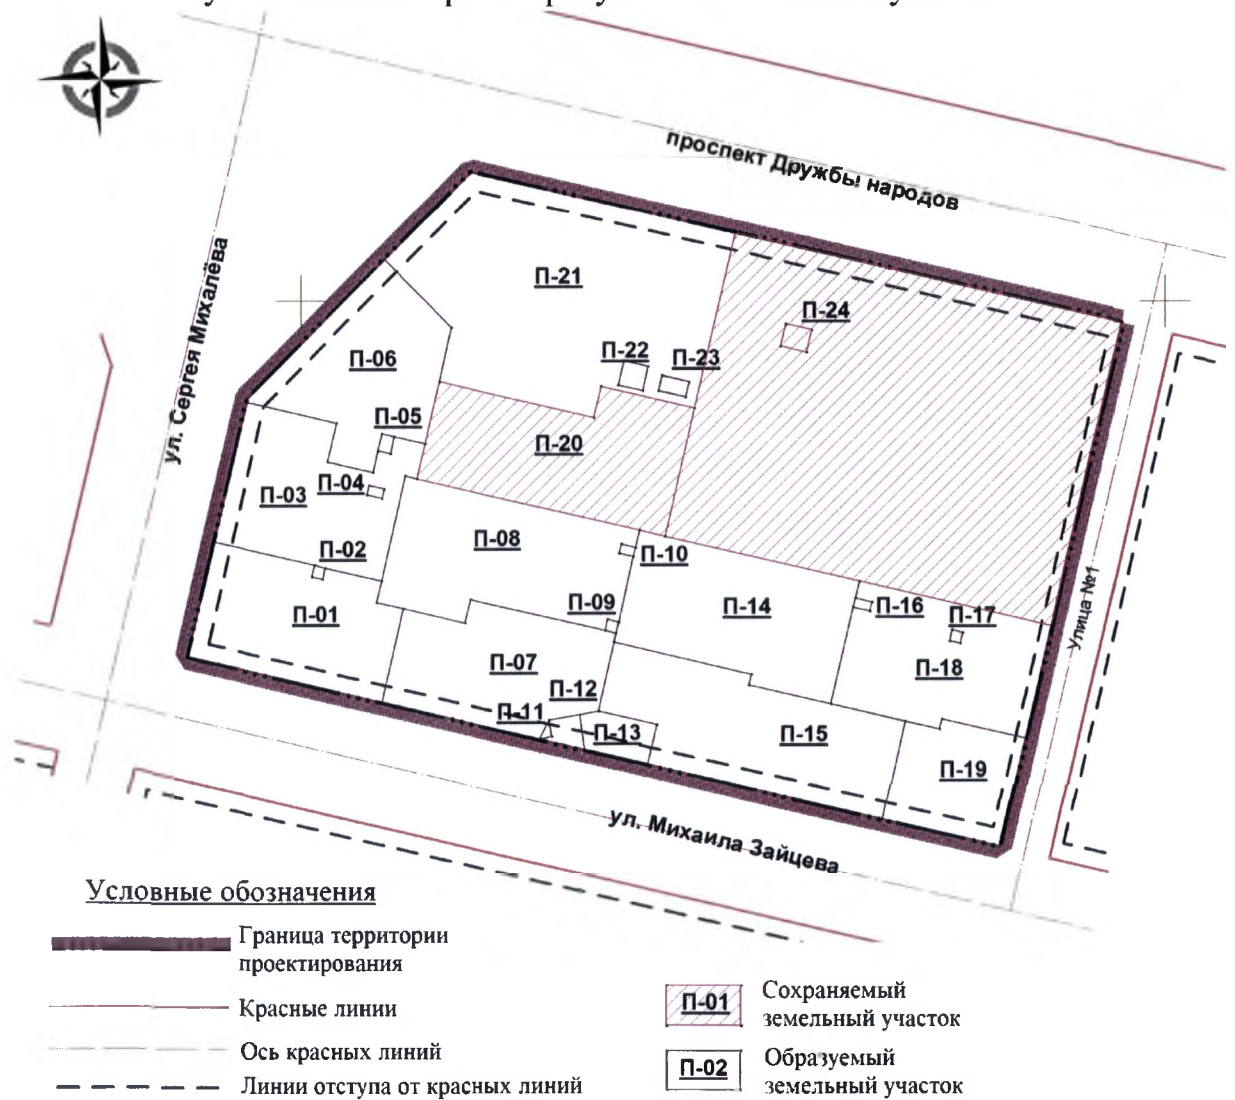 проспект Дружбы народов
ул. Сергея Михалёва
П-21
П-24
П-22
П-23
П-06
П-05
П-20
П-04
П-03
П-02
П-08
П-10
П-01
П-09
П-14
П-16
П-17
Улица №1
П-07
П-12
П-18
П-11
П-13
П-15
П-19
ул. Михаила Зайцева
Условные обозначения
Граница территории
проектирования
Красные линии
Ось красных линий
Линии отступа от красных линий
П-01
Сохраняемый
земельный участок
П-02
Образуемый
земельный участок